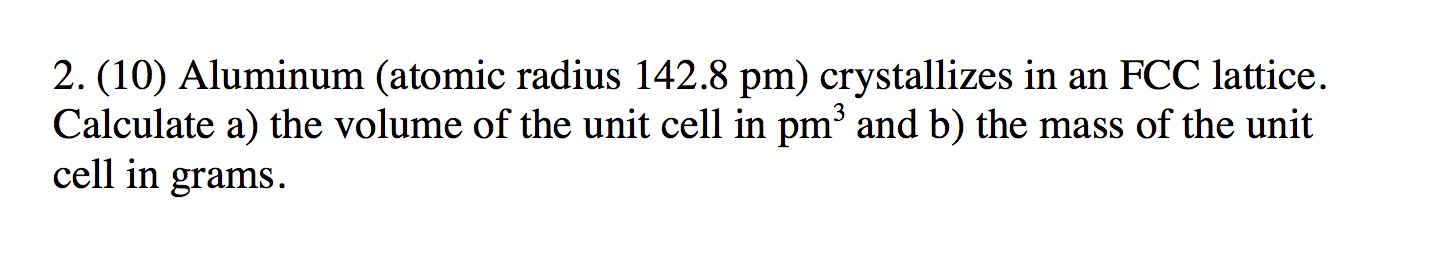 2. (10) Aluminum (atomic radius 142.8 pm) crystallizes in an FCC lattice.
Calculate a) the volume of the unit cell in pm³ and b) the mass of the unit
cell in grams.